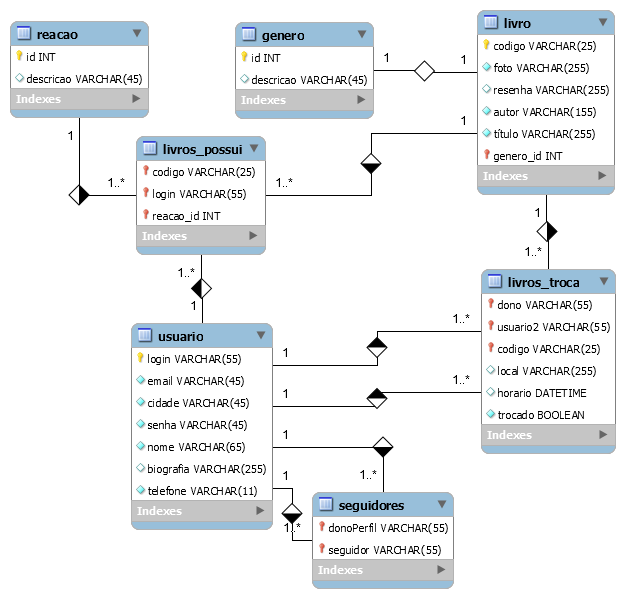 reacao
id INT
descricao VARCHAR(45)
Indexes
genero
id INT
descricao VARCHAR(45)
Indexes
1
1
livro
codigo VARCHAR(25)
foto VARCHAR(255)
resenha VARCHAR(255)
autor VARCHAR(155)
título VARCHAR(255)
genero_id INT
Indexes
1
1..*
livros_possui
codigo VARCHAR(25)
login VARCHAR(55)
reacao_id INT
Indexes
1..*
1
1
1..*
1..*
1
livros_troca
dono VARCHAR(55)
usuario2 VARCHAR(55)
codigo VARCHAR(25)
local VARCHAR(255)
horario DATETIME
trocado BOOLEAN
Indexes
usuario
login VARCHAR(55)
email VARCHAR(45)
cidade VARCHAR(45)
senha VARCHAR(45)
nome VARCHAR(65)
biografia VARCHAR(255)
telefone VARCHAR(11)
Indexes
1
1..*
1
1..*
1
1..*
1
1..*
seguidores
donoPerfil VARCHAR(55)
seguidor VARCHAR(55)
Indexes